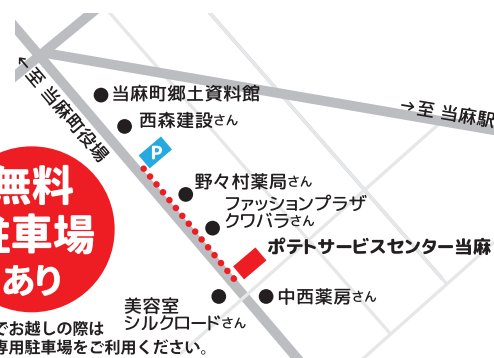 ←至 当麻町役場
当麻町郷土資料館
→至 当麻駅
西森建設さん
P
野々村薬局さん
ファッションプラザ
クワバラさん
無料
車場
あり
ポテトサービスセンター当麻
美容室
シルクロードさん
中西薬房さん
でお越しの際は
専用駐車場をご利用ください。